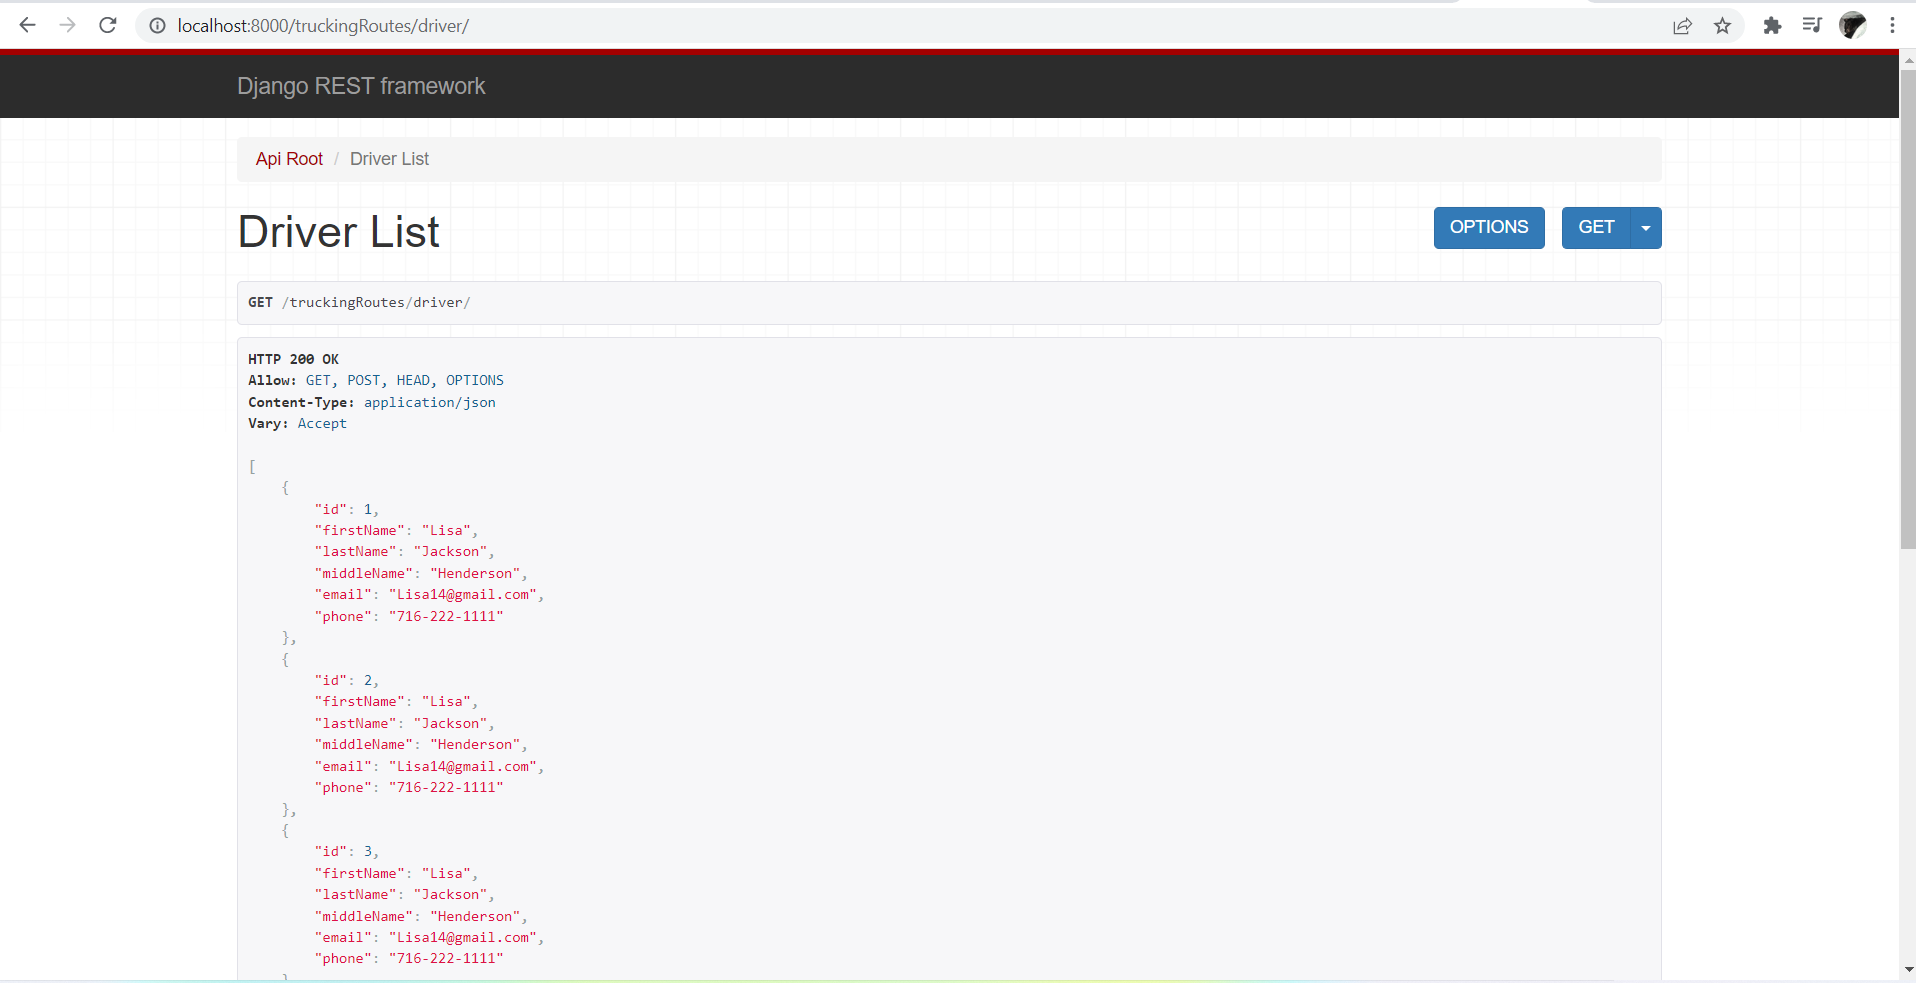 localhost:8000/truckingRoutes/driver/
Django REST framework
Api Root / Driver List
Driver List
OPTIONS GET
GET /truckingRoutes/driver/
HTTP 200 OK
Allow: GET, POST, HEAD, OPTIONS
Content-Type: application/json
Vary: Accept
[
    {
        "id": 1,
        "firstName": "Lisa",
        "lastName": "Jackson",
        "middleName": "Henderson",
        "email": "Lisa14@gmail.com",
        "phone": "716-222-1111"
    },
    {
        "id": 2,
        "firstName": "Lisa",
        "lastName": "Jackson",
        "middleName": "Henderson",
        "email": "Lisa14@gmail.com",
        "phone": "716-222-1111"
    },
    {
        "id": 3,
        "firstName": "Lisa",
        "lastName": "Jackson",
        "middleName": "Henderson",
        "email": "Lisa14@gmail.com",
        "phone": "716-222-1111"